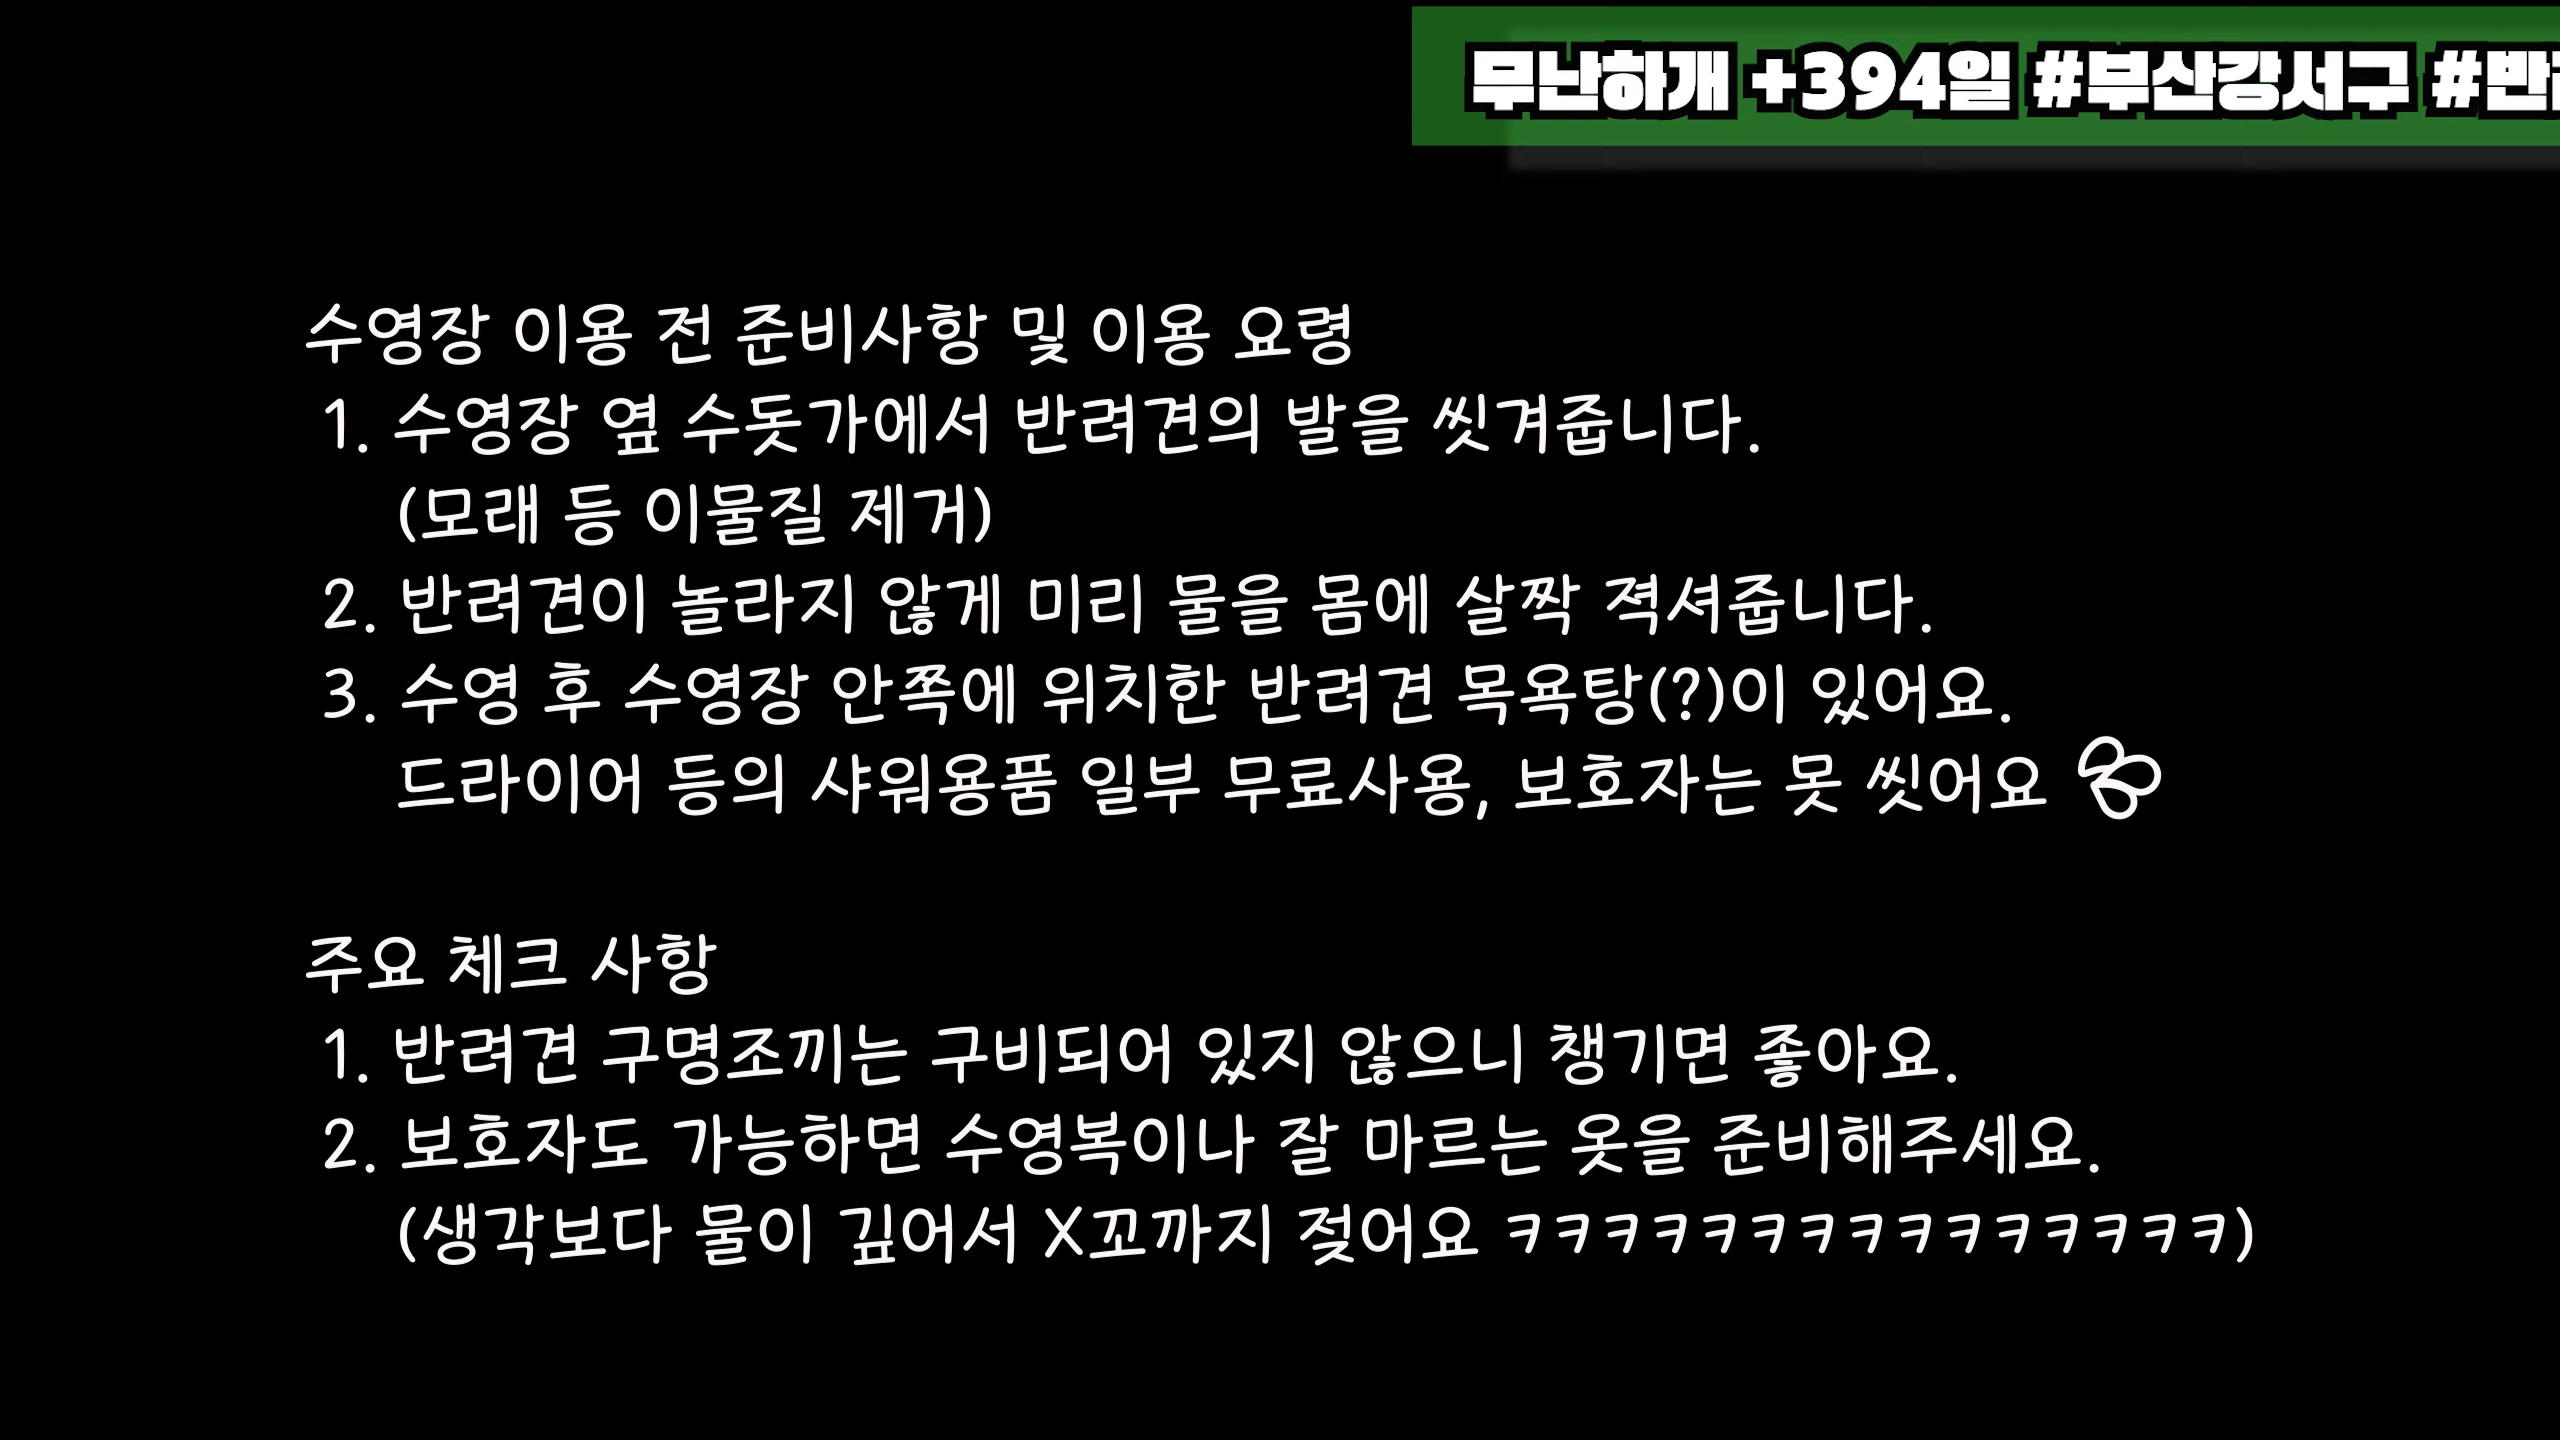 무난하개 +394일 #부산강서구
수영장 이용 전 준비사항 및 이용 요령
1. 수영장 옆 수돗가에서 반려견의 발을 씻겨줍니다.
(모래 등 이물질 제거)
2. 반려견이 놀라지 않게 미리 물을 몸에 살짝 젹셔줍니다.
3. 수영 후 수영장 안쪽에 위치한 반려견 목욕탕(?)이 있어요.
드라이어 등의 샤워용품 일부 무료사용, 보호자는 못 씻어요
주요 체크 사항
1. 반려견 구명조끼는 구비되어 있지 않으니 챙기면 좋아요.
2. 보호자도 가능하면 수영복이나 잘 마르는 옷을 준비해주세요.
(생각보다 물이 깊어서 X꼬까지 젖어요 ㅋㅋㅋㅋㅋㅋㅋㅋㅋㅋㅋㅋㅋㅋㅋ)